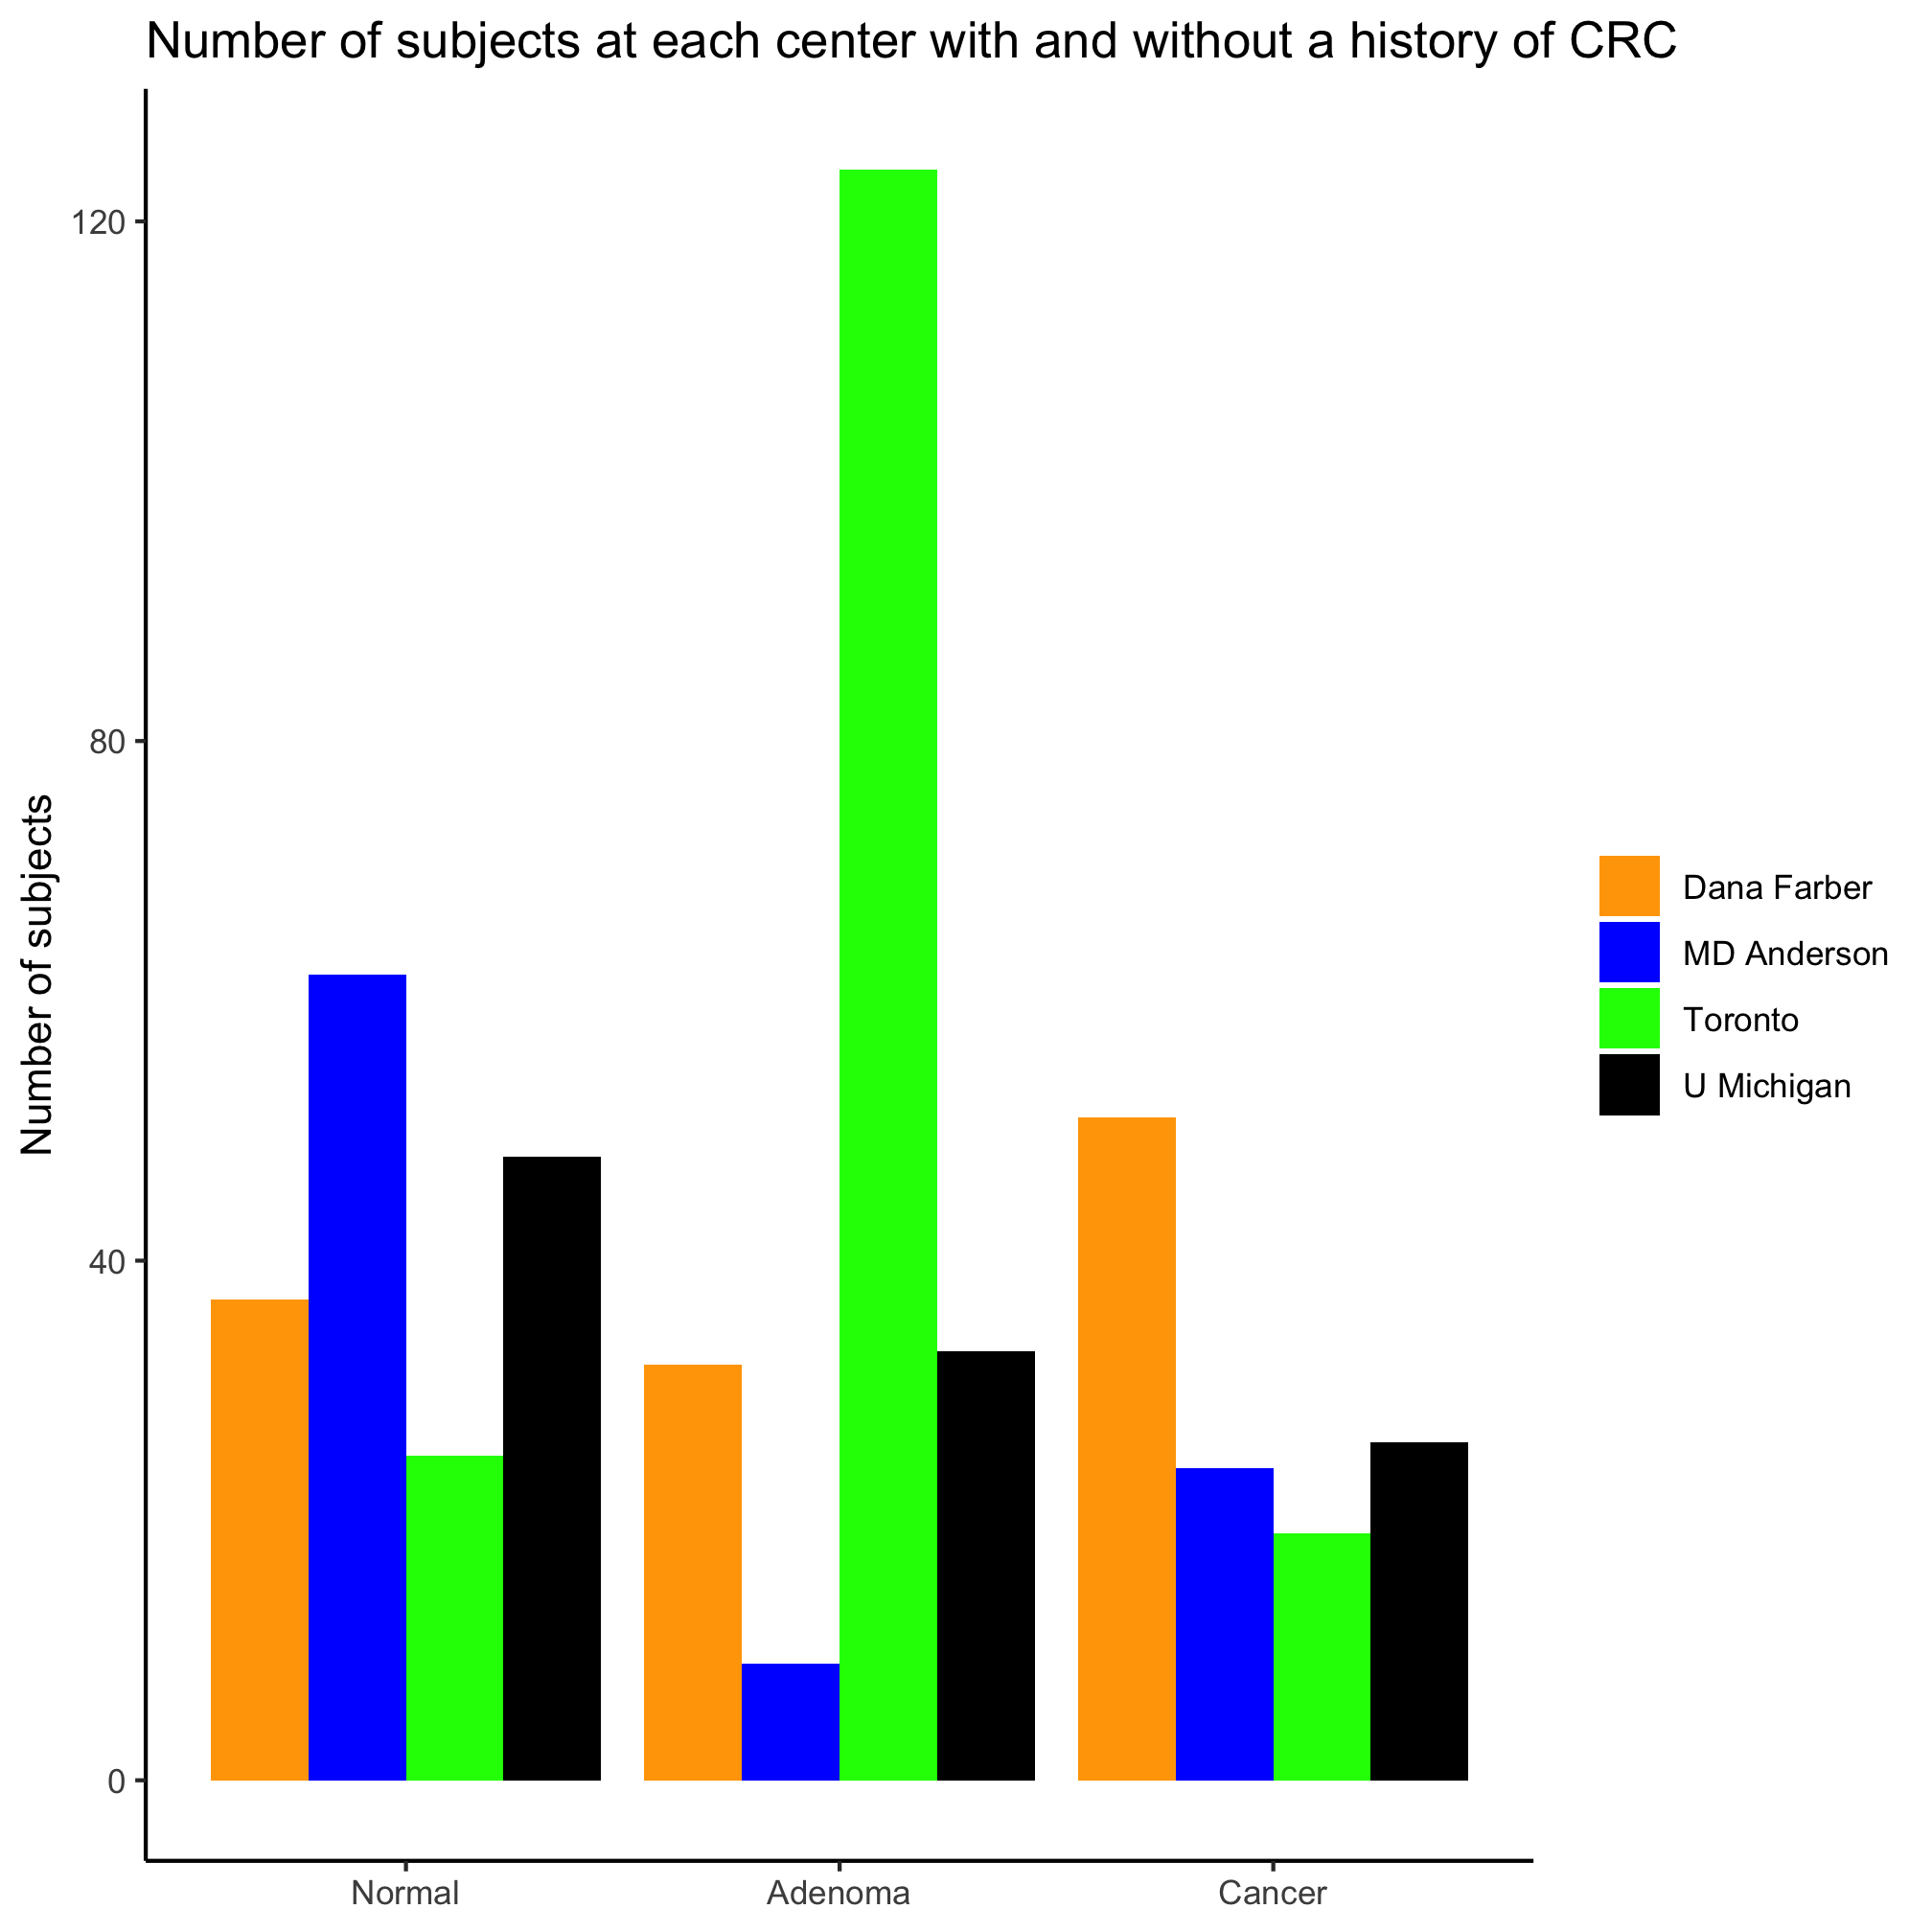 Number of subjects at each center with and without a history of CRC
120
80
40
0
Number of subjects
Normal
Adenoma
Cancer
Dana Farber
MD Anderson
Toronto
U Michigan